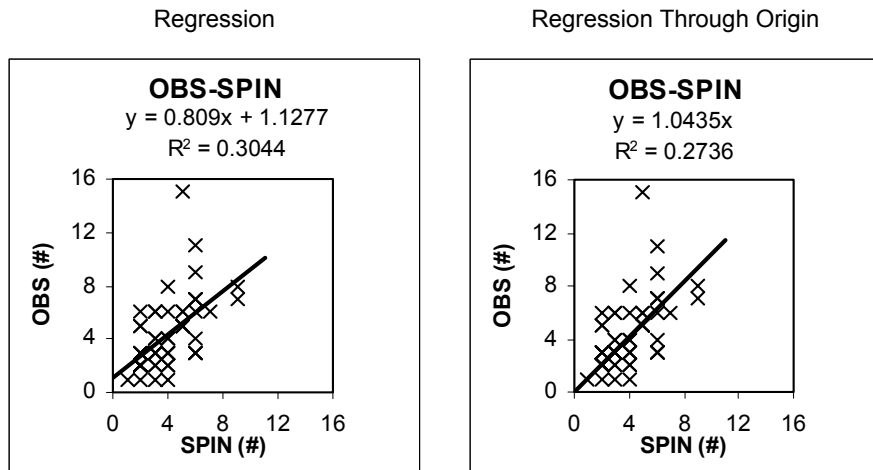 Regression
OBS-SPIN
y = 0.809x + 1.1277
R² = 0.3044
16
12
8
4
0
OBS (#)
0 4 8 12 16
SPIN (#)
Regression Through Origin
OBS-SPIN
y = 1.0435x
R² = 0.2736
16
12
8
4
0
OBS (#)
0 4 8 12 16
SPIN (#)